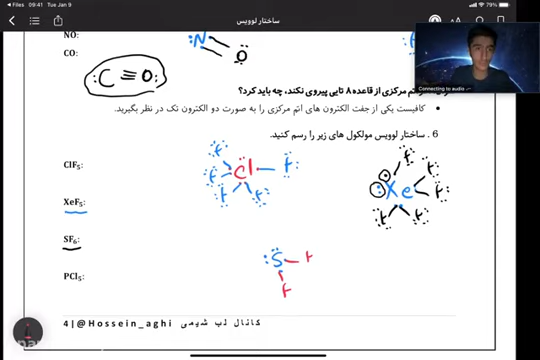 Files
09:41 Tue Jan 9
ساختار لوویس
79%
NO:
N O
CO:
:C≡O:
اتم مرکزی از قاعده ۸ تایی پیروی نکند، چه باید کرد؟
Connecting to audio
کافیست یکی از جفت الکترون های اتم مرکزی را به صورت دو الکترون تک در نظر بگیرید.
6. ساختار لوویس مولکول های زیر را رسم کنید.
ClF₅:
F F F F F Cl
XeF₅:
F F F F F Xe
SF₆:
S F F
PCl₅:
4|@Hossein_aghi کانال لب شیمی